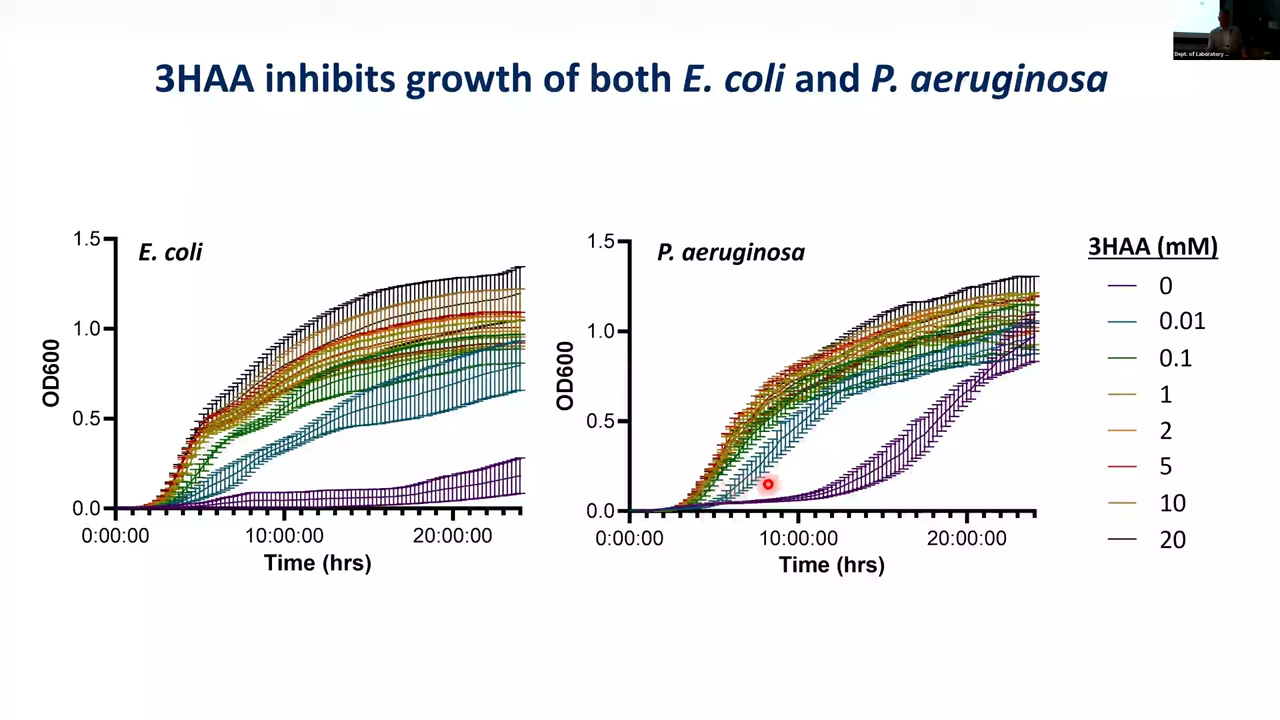 Dept. of Laboratory ...
3HAA inhibits growth of both E. coli and P. aeruginosa
E. coli
OD600
1.5
1.0
0.5
0.0
0:00:00 10:00:00 20:00:00
Time (hrs)
P. aeruginosa
OD600
1.5
1.0
0.5
0.0
0:00:00 10:00:00 20:00:00
Time (hrs)
3HAA (mM)
0
0.01
0.1
1
2
5
10
20